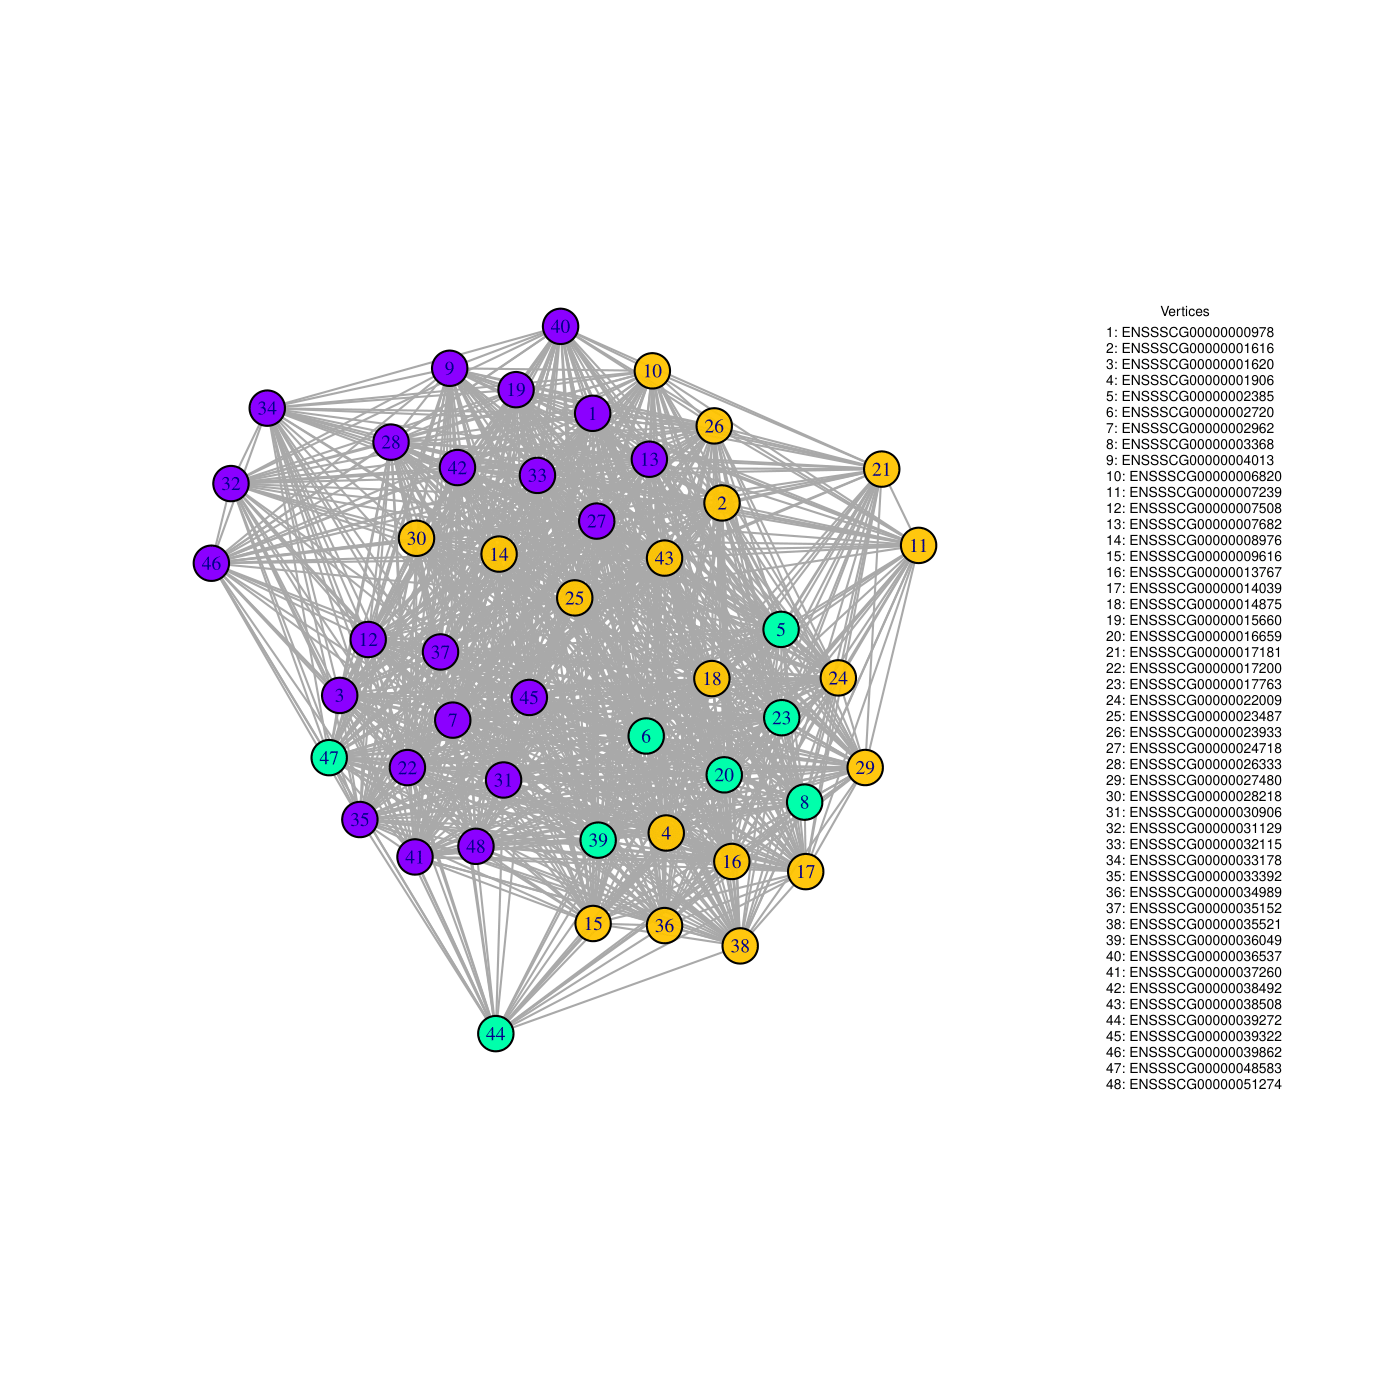 40
9
10
19
34
1
26
28
13
42
21
33
32
2
27
30
11
14
43
46
25
5
12
37
18
24
3
45
23
7
6
47
29
22
20
31
8
35
4
39
48
41
16
17
15
36
38
44
Vertices
1: ENSSSCG00000000978
2: ENSSSCG00000001616
3: ENSSSCG00000001620
4: ENSSSCG00000001906
5: ENSSSCG00000002385
6: ENSSSCG00000002720
7: ENSSSCG00000002962
8: ENSSSCG00000003368
9: ENSSSCG00000004013
10: ENSSSCG00000006820
11: ENSSSCG00000007239
12: ENSSSCG00000007508
13: ENSSSCG00000007682
14: ENSSSCG00000008976
15: ENSSSCG00000009616
16: ENSSSCG00000013767
17: ENSSSCG00000014039
18: ENSSSCG00000014875
19: ENSSSCG00000015660
20: ENSSSCG00000016659
21: ENSSSCG00000017181
22: ENSSSCG00000017200
23: ENSSSCG00000017763
24: ENSSSCG00000022009
25: ENSSSCG00000023487
26: ENSSSCG00000023933
27: ENSSSCG00000024718
28: ENSSSCG00000026333
29: ENSSSCG00000027480
30: ENSSSCG00000028218
31: ENSSSCG00000030906
32: ENSSSCG00000031129
33: ENSSSCG00000032115
34: ENSSSCG00000033178
35: ENSSSCG00000033392
36: ENSSSCG00000034989
37: ENSSSCG00000035152
38: ENSSSCG00000035521
39: ENSSSCG00000036049
40: ENSSSCG00000036537
41: ENSSSCG00000037260
42: ENSSSCG00000038492
43: ENSSSCG00000038508
44: ENSSSCG00000039272
45: ENSSSCG00000039322
46: ENSSSCG00000039862
47: ENSSSCG00000048583
48: ENSSSCG00000051274